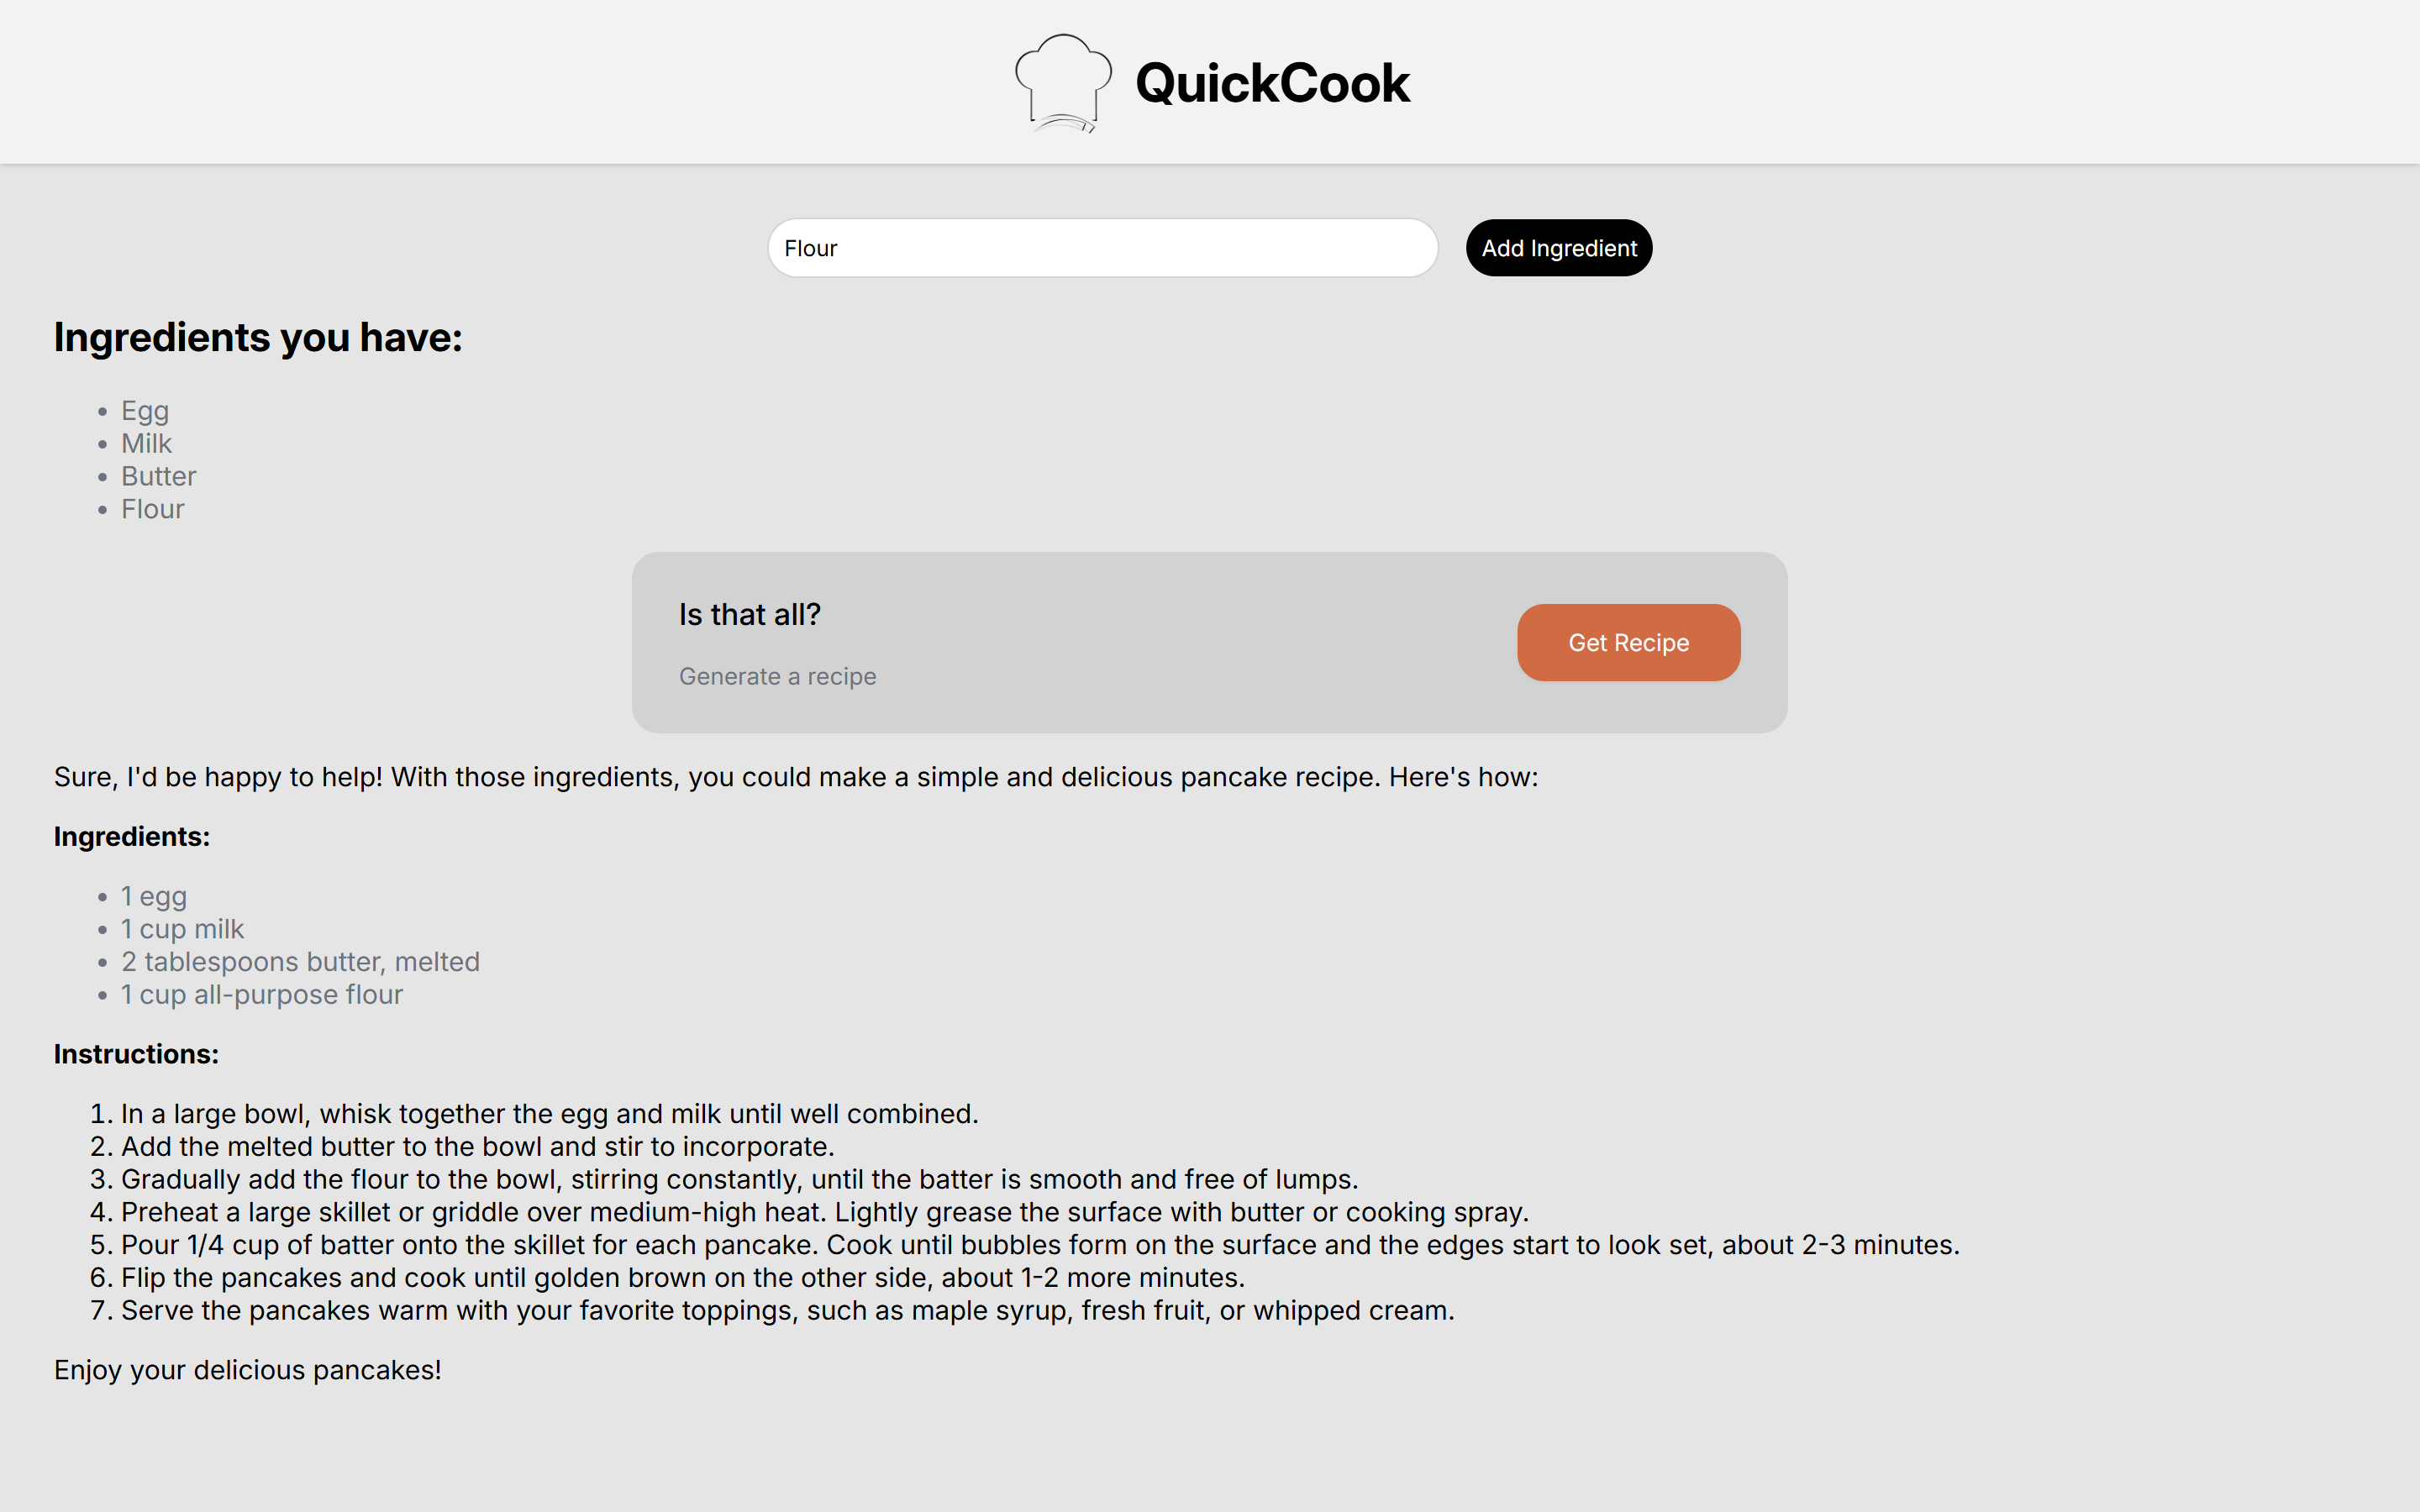 QuickCook
Flour
Add Ingredient
Ingredients you have:
• Egg
• Milk
• Butter
• Flour
Is that all?
Generate a recipe
Get Recipe
Sure, I'd be happy to help! With those ingredients, you could make a simple and delicious pancake recipe. Here's how:
Ingredients:
• 1 egg
• 1 cup milk
• 2 tablespoons butter, melted
• 1 cup all-purpose flour
Instructions:
1. In a large bowl, whisk together the egg and milk until well combined.
2. Add the melted butter to the bowl and stir to incorporate.
3. Gradually add the flour to the bowl, stirring constantly, until the batter is smooth and free of lumps.
4. Preheat a large skillet or griddle over medium-high heat. Lightly grease the surface with butter or cooking spray.
5. Pour 1/4 cup of batter onto the skillet for each pancake. Cook until bubbles form on the surface and the edges start to look set, about 2-3 minutes.
6. Flip the pancakes and cook until golden brown on the other side, about 1-2 more minutes.
7. Serve the pancakes warm with your favorite toppings, such as maple syrup, fresh fruit, or whipped cream.
Enjoy your delicious pancakes!